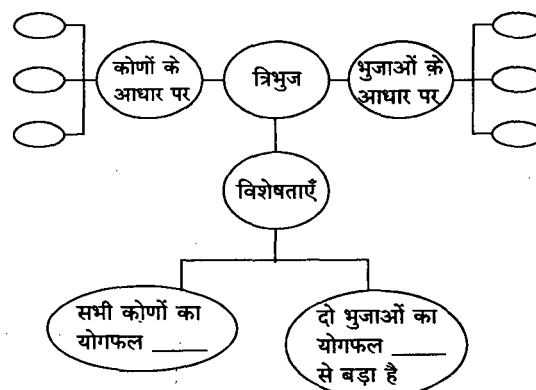 कोणों के
आधार पर
त्रिभुज
भुजाओं के
आधार पर
विशेषताएँ
सभी कोणों का
योगफल _____
दो भुजाओं का
योगफल _____
से बड़ा है